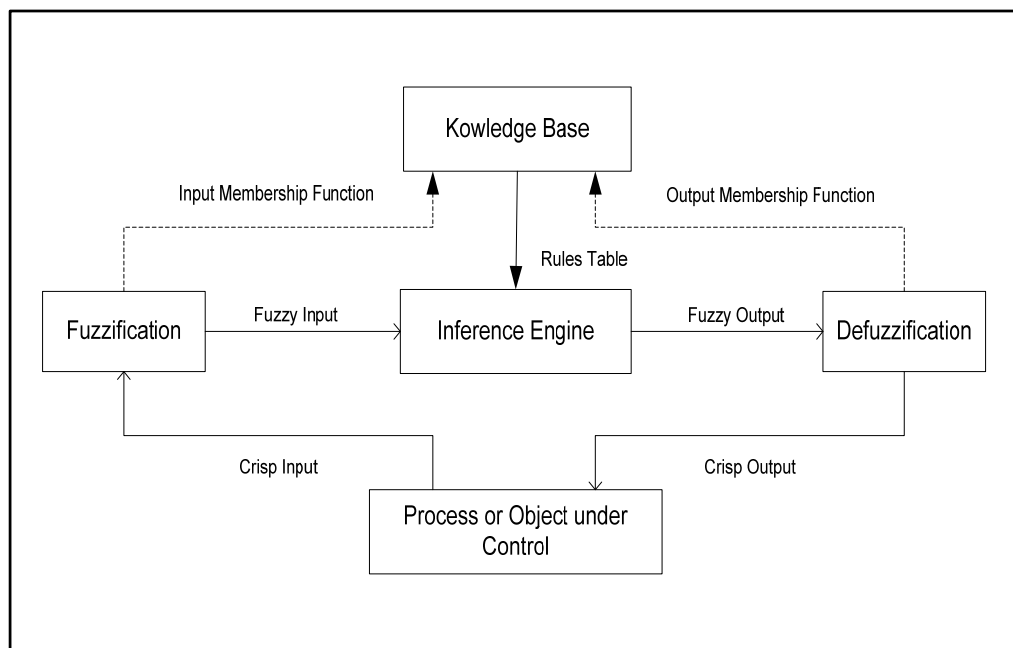 Kowledge Base
Input Membership Function
Output Membership Function
Rules Table
Fuzzification
Fuzzy Input
Inference Engine
Fuzzy Output
Defuzzification
Crisp Input
Crisp Output
Process or Object under
Control